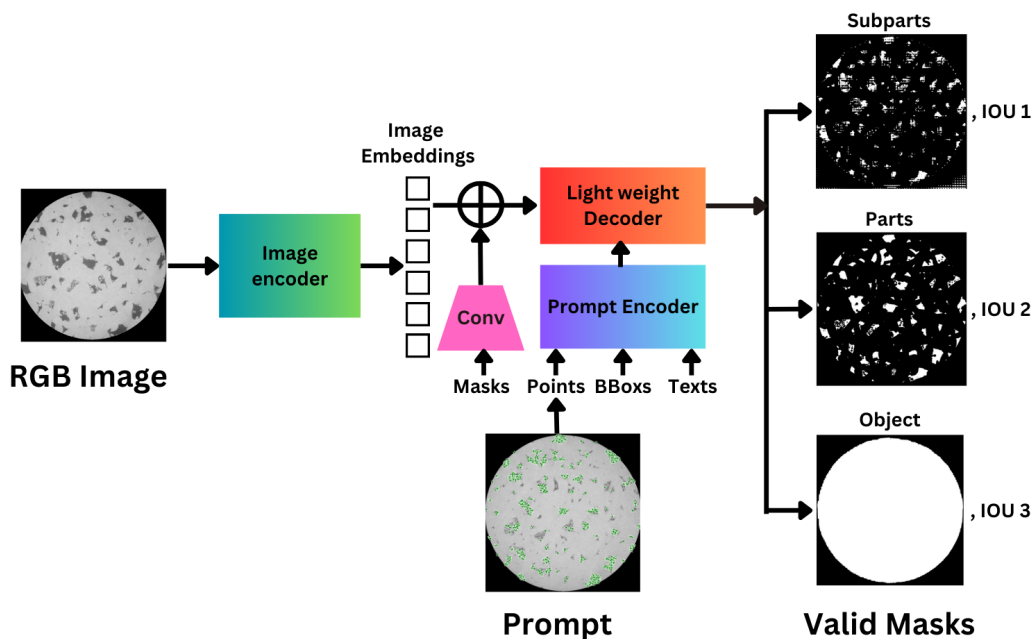 Subparts
, IOU 1
Image
Embeddings
Light weight
Decoder
Image
encoder
Parts
Conv
Prompt Encoder
, IOU 2
RGB Image
Masks
Points
BBoxs
Texts
Object
, IOU 3
Prompt
Valid Masks